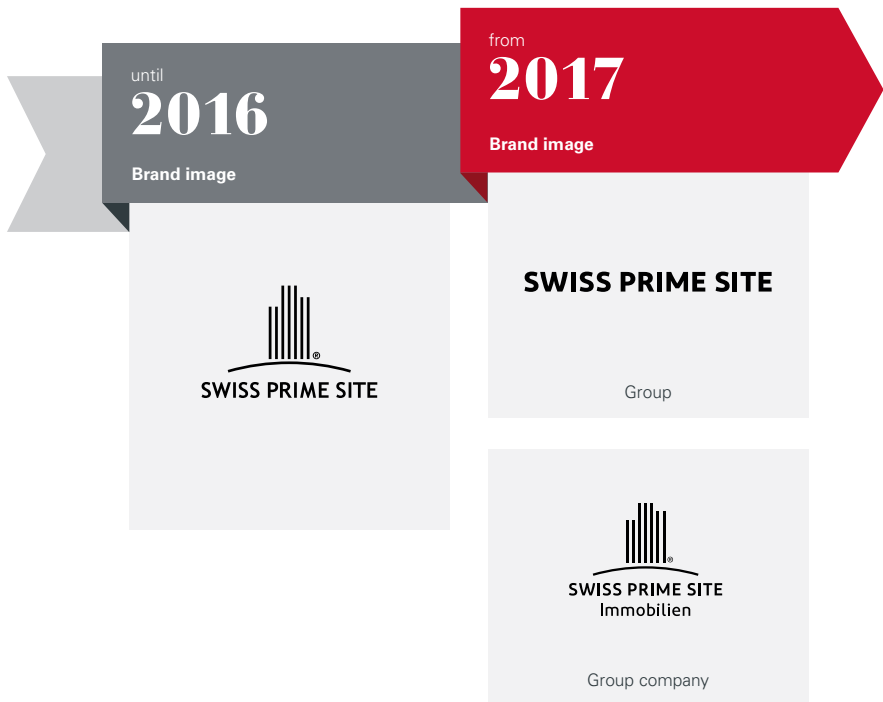 until
2016
Brand image
from
2017
Brand image
®
SWISS PRIME SITE
SWISS PRIME SITE
Group
®
SWISS PRIME SITE
Immobilien
Group company